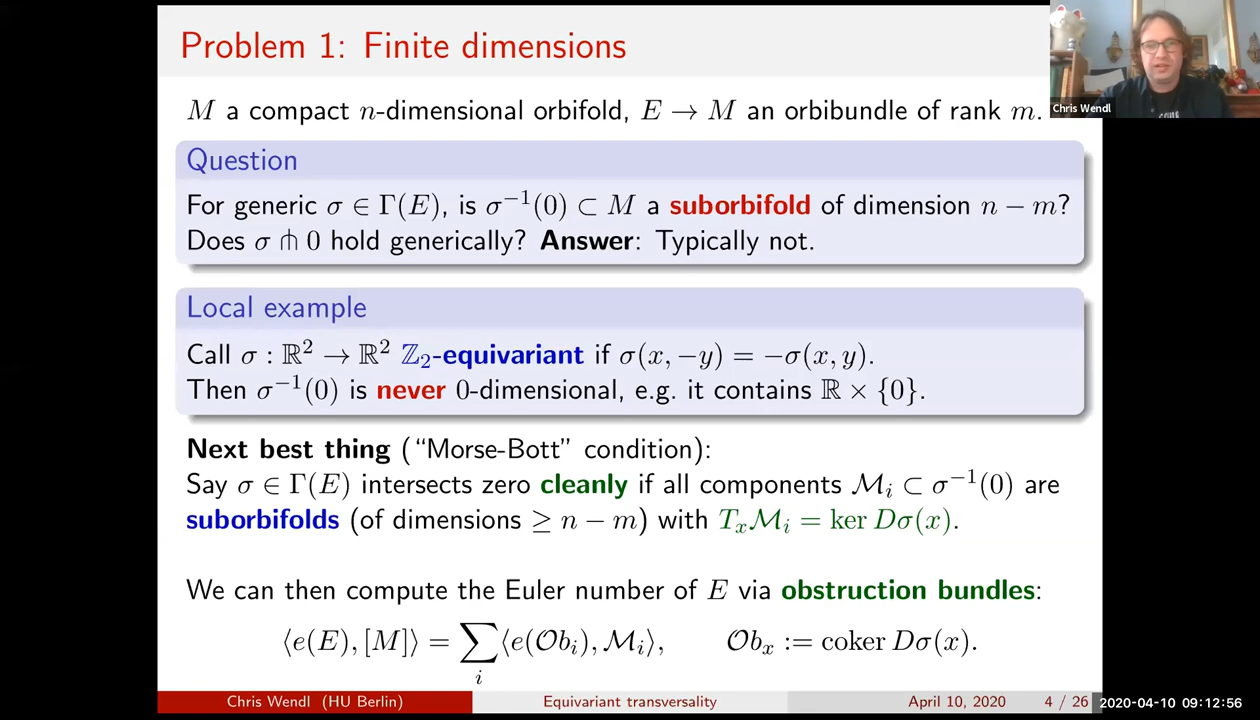 Problem 1: Finite dimensions
Chris Wendl
M a compact n-dimensional orbifold, E → M an orbibundle of rank m.
Question
For generic σ ∈ Γ(E), is σ⁻¹(0) ⊂ M a suborbifold of dimension n − m?
Does σ ⋔ 0 hold generically? Answer: Typically not.
Local example
Call σ : ℝ² → ℝ² ℤ₂-equivariant if σ(x, −y) = −σ(x, y).
Then σ⁻¹(0) is never 0-dimensional, e.g. it contains ℝ × {0}.
Next best thing (“Morse-Bott” condition):
Say σ ∈ Γ(E) intersects zero cleanly if all components ℳᵢ ⊂ σ⁻¹(0) are
suborbifolds (of dimensions ≥ n − m) with Tₓℳᵢ = ker Dσ(x).
We can then compute the Euler number of E via obstruction bundles:
⟨e(E), [M]⟩ = ∑ᵢ⟨e(𝒪bᵢ), ℳᵢ⟩, 𝒪bₓ := coker Dσ(x).
Chris Wendl (HU Berlin) Equivariant transversality April 10, 2020 4 / 26 2020-04-10 09:12:56